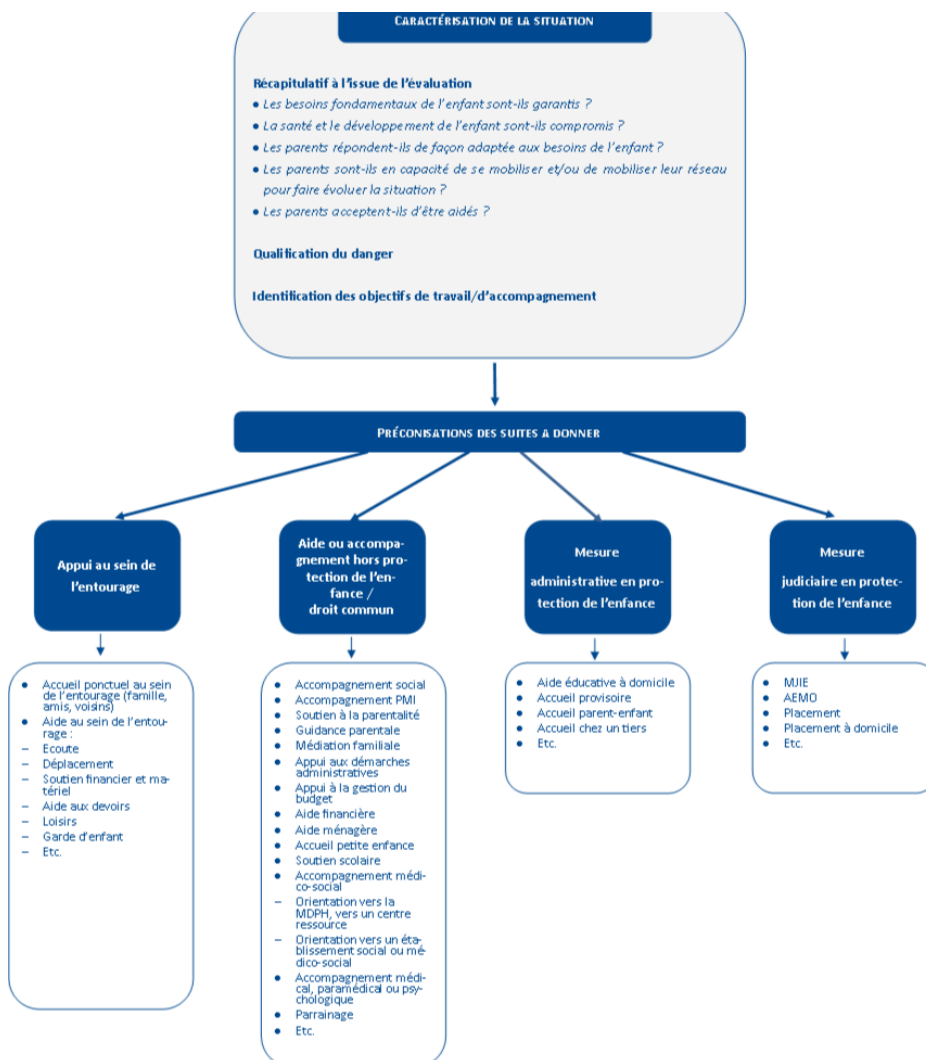 CARACTÉRISATION DE LA SITUATION
Récapitulatif à l'issue de l'évaluation
• Les besoins fondamentaux de l'enfant sont-ils garantis ?
• La santé et le développement de l'enfant sont-ils compromis ?
• Les parents répondent-ils de façon adaptée aux besoins de l'enfant ?
• Les parents sont-ils en capacité de se mobiliser et/ou de mobiliser leur réseau
pour faire évoluer la situation ?
• Les parents acceptent-ils d'être aidés ?
Qualification du danger
Identification des objectifs de travail/d'accompagnement
PRÉCONISATIONS DES SUITES A DONNER
Appui au sein de
l'entourage
• Accueil ponctuel au sein
de l'entourage (famille,
amis, voisins)
• Aide au sein de l'entou-
rage :
– Ecoute
– Déplacement
– Soutien financier et ma-
tériel
– Aide aux devoirs
– Loisirs
– Garde d'enfant
– Etc.
Aide ou accompa-
gnement hors pro-
tection de l'en-
fance /
droit commun
• Accompagnement social
• Accompagnement PMI
• Soutien à la parentalité
• Guidance parentale
• Médiation familiale
• Appui aux démarches
administratives
• Appui à la gestion du
budget
• Aide financière
• Aide ménagère
• Accueil petite enfance
• Soutien scolaire
• Accompagnement médi-
co-social
– Orientation vers la
MDPH, vers un centre
ressource
– Orientation vers un éta-
blissement social ou mé-
dico-social
• Accompagnement médi-
cal, paramédical ou psy-
chologique
• Parrainage
• Etc.
Mesure
administrative en pro-
tection de l'enfance
• Aide éducative à domicile
• Accueil provisoire
• Accueil parent-enfant
• Accueil chez un tiers
• Etc.
Mesure
judiciaire en protec-
tion de l'enfance
• MJIE
• AEMO
• Placement
• Placement à domicile
• Etc.